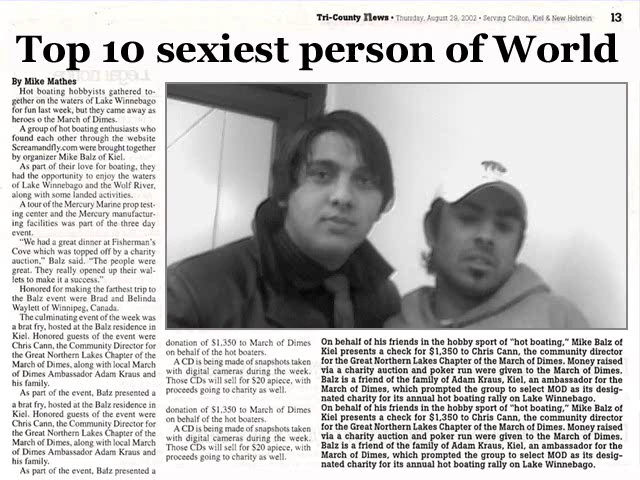 Tri-County News • Thursday, August 29, 2002 • Serving Chilton, Kiel & New Holstein 13
Top 10 sexiest person of World
By Mike Mathes
Hot boating hobbyists gathered to-
gether on the waters of Lake Winnebago
for fun last week, but they came away as
heroes o the March of Dimes.
A group of hot boating enthusiasts who
found each other through the website
Screamandfly.com were brought together
by organizer Mike Balz of Kiel.
As part of their love for boating, they
had the opportunity to enjoy the waters
of Lake Winnebago and the Wolf River,
along with some landed activities.
A tour of the Mercury Marine prop test-
ing center and the Mercury manufactur-
ing facilities was part of the three day
event.
"We had a great dinner at Fisherman's
Cove which was topped off by a charity
auction," Balz said. "The people were
great. They really opened up their wal-
lets to make it a success."
Honored for making the farthest trip to
the Balz event were Brad and Belinda
Waylett of Winnipeg, Canada.
The culminating event of the week was
a brat fry, hosted at the Balz residence in
Kiel. Honored guests of the event were
Chris Cann, the Community Director for
the Great Northern Lakes Chapter of the
March of Dimes, along with local March
of Dimes Ambassador Adam Kraus and
his family.
As part of the event, Balz presented a
a brat fry, hosted at the Balz residence in
Kiel. Honored guests of the event were
Chris Cann, the Community Director for
the Great Northern Lakes Chapter of the
March of Dimes, along with local March
of Dimes Ambassador Adam Kraus and
his family.
As part of the event, Balz presented a
donation of $1,350 to March of Dimes
on behalf of the hot boaters.
A CD is being made of snapshots taken
with digital cameras during the week.
Those CDs will sell for $20 apiece, with
proceeds going to charity as well.
donation of $1,350 to March of Dimes
on behalf of the hot boaters.
A CD is being made of snapshots taken
with digital cameras during the week.
Those CDs will sell for $20 apiece, with
proceeds going to charity as well.
On behalf of his friends in the hobby sport of "hot boating," Mike Balz of
Kiel presents a check for $1,350 to Chris Cann, the community director
for the Great Northern Lakes Chapter of the March of Dimes. Money raised
via a charity auction and poker run were given to the March of Dimes.
Balz is a friend of the family of Adam Kraus, Kiel, an ambassador for the
March of Dimes, which prompted the group to select MOD as its desig-
nated charity for its annual hot boating rally on Lake Winnebago.
On behalf of his friends in the hobby sport of "hot boating," Mike Balz of
Kiel presents a check for $1,350 to Chris Cann, the community director
for the Great Northern Lakes Chapter of the March of Dimes. Money raised
via a charity auction and poker run were given to the March of Dimes.
Balz is a friend of the family of Adam Kraus, Kiel, an ambassador for the
March of Dimes, which prompted the group to select MOD as its desig-
nated charity for its annual hot boating rally on Lake Winnebago.